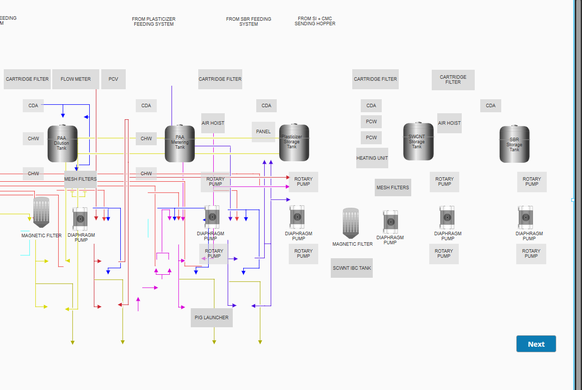 EEDING
M
FROM PLASTICIZER
FEEDING SYSTEM
FROM SBR FEEDING
SYSTEM
FROM Si + CMC
SENDING HOPPER
CARTRIDGE FILTER
FLOW METER
PCV
CARTRIDGE FILTER
CARTRIDGE FILTER
CARTRIDGE
FILTER
CDA
CDA
CDA
CDA
CDA
AIR HOIST
PCW
AIR HOIST
PANEL
CHW
PAA
Dilution
Tank
CHW
PAA
Metering
Tank
Storage
Tank
PCW
SWCNT
Storage
Tank
SBR
Storage
Tank
HEATING UNIT
CHW
MESH FILTERS
CHW
ROTARY
PUMP
ROTARY
PUMP
MESH FILTERS
ROTARY
PUMP
ROTARY
PUMP
MAGNETIC FILTER
DIAPHRAGM
PUMP
DIAPHRAGM
PUMP
DIAPHRAGM
PUMP
MAGNETIC FILTER
DIAPHRAGM
PUMP
DIAPHRAGM
PUMP
DIAPHRAGM
PUMP
ROTARY
PUMP
ROTARY
PUMP
ROTARY
PUMP
ROTARY
PUMP
SCWNT IBC TANK
PIG LAUNCHER
Next